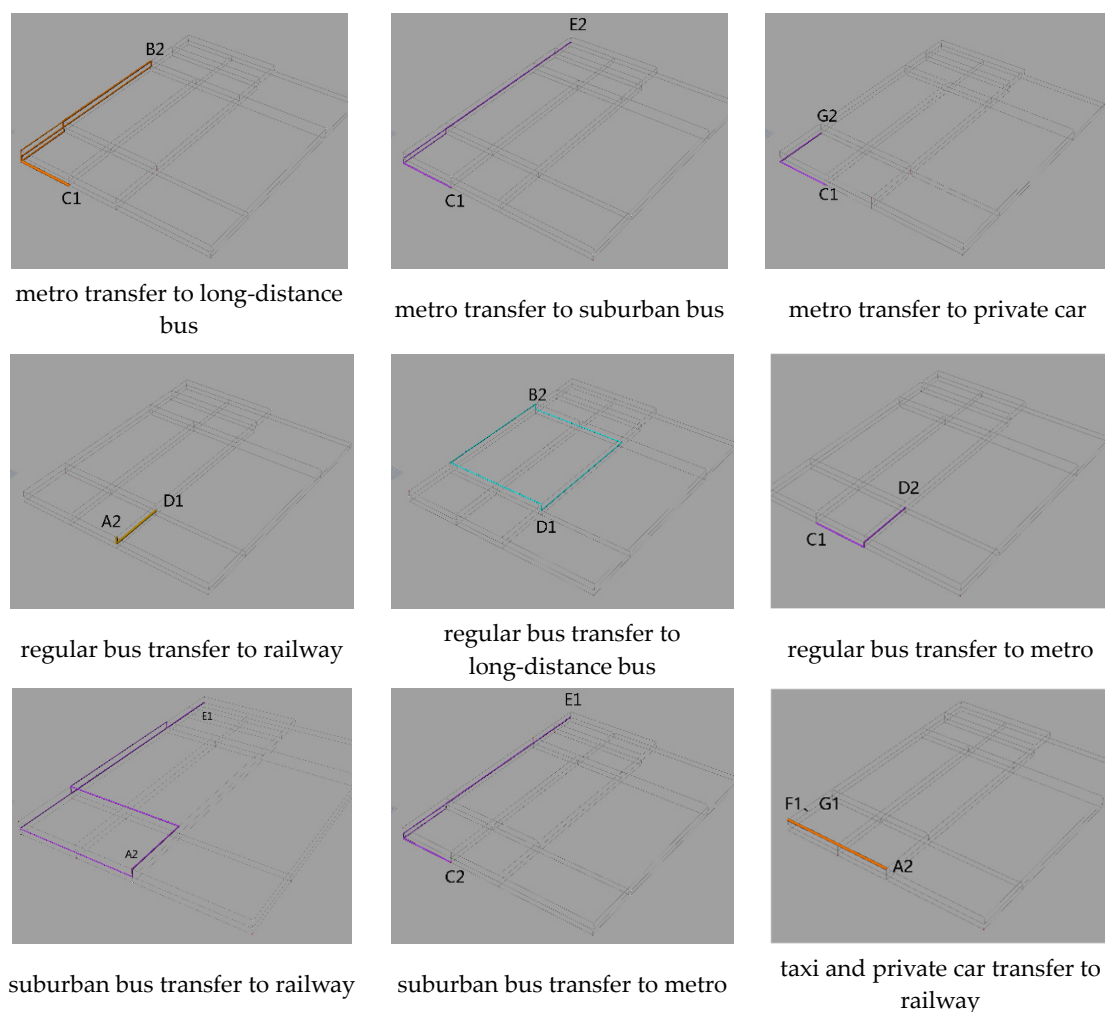 B2
C1
E2
C1
G2
C1
metro transfer to long-distance
bus
metro transfer to suburban bus
metro transfer to private car
D1
A2
B2
D1
D2
C1
regular bus transfer to railway
regular bus transfer to
long-distance bus
regular bus transfer to metro
E1
A2
E1
C2
F1、G1
A2
suburban bus transfer to railway
suburban bus transfer to metro
taxi and private car transfer to
railway